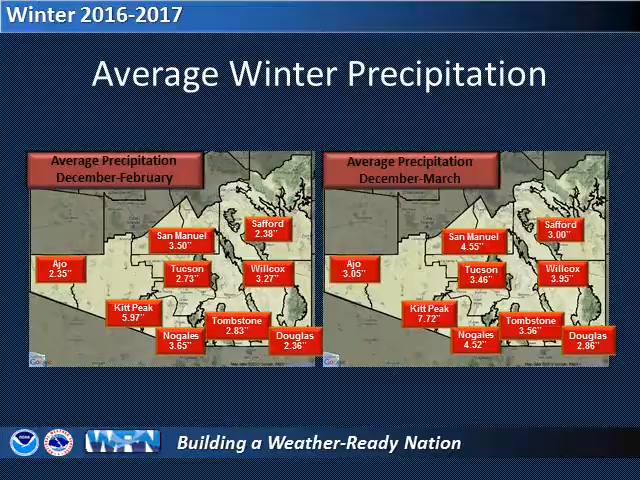 Winter 2016-2017
Average Winter Precipitation
Average Precipitation
December-February
Safford
2.38"
San Manuel
3.50"
Ajo
2.35"
Tucson
2.73"
Willcox
3.27"
Kitt Peak
5.97"
Tombstone
2.83"
Nogales
3.65"
Douglas
2.36"
Google
Average Precipitation
December-March
Safford
3.00"
San Manuel
4.55"
Ajo
3.05"
Tucson
3.46"
Willcox
3.95"
Kitt Peak
7.72"
Tombstone
3.56"
Nogales
4.52"
Douglas
2.86"
Google
NOAA
WRN
Building a Weather-Ready Nation